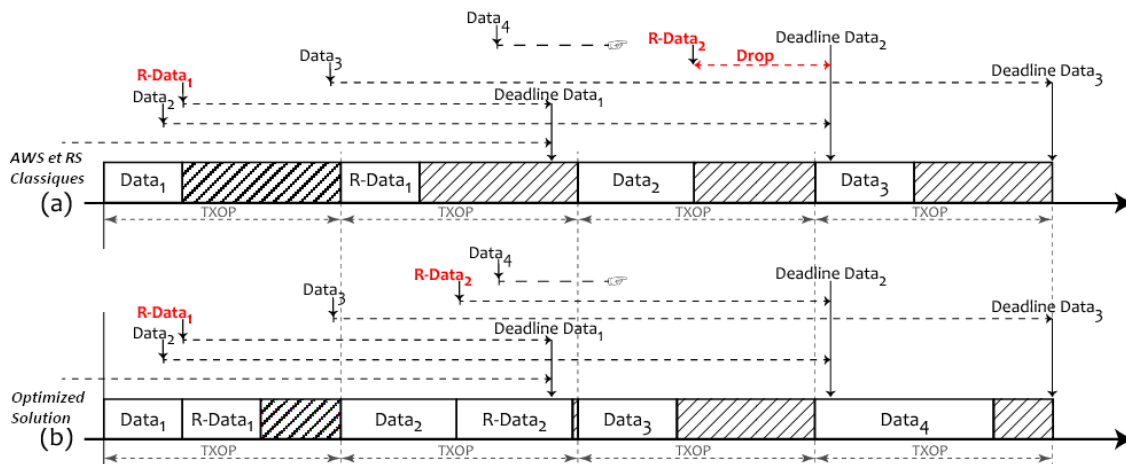 Data4
R-Data2
Deadline Data2
Drop
Data3
Deadline Data3
R-Data1
Data2
Deadline Data1
AWS et RS
Classiques
(a)
Data1
R-Data1
Data2
Data3
TXOP
TXOP
TXOP
TXOP
Data4
R-Data2
Deadline Data2
Data3
Deadline Data3
R-Data1
Data2
Deadline Data1
Optimized
Solution
(b)
Data1
R-Data1
Data2
R-Data2
Data3
Data4
TXOP
TXOP
TXOP
TXOP